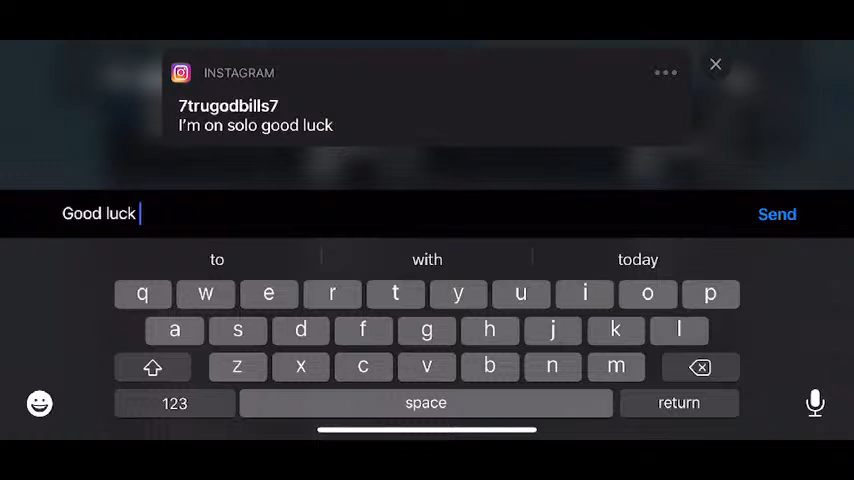 INSTAGRAM
7trugodbills7
I'm on solo good luck
Good luck
Send
to with today
q w e r t y u i o p
a s d f g h j k l
z x c v b n m
123 space return